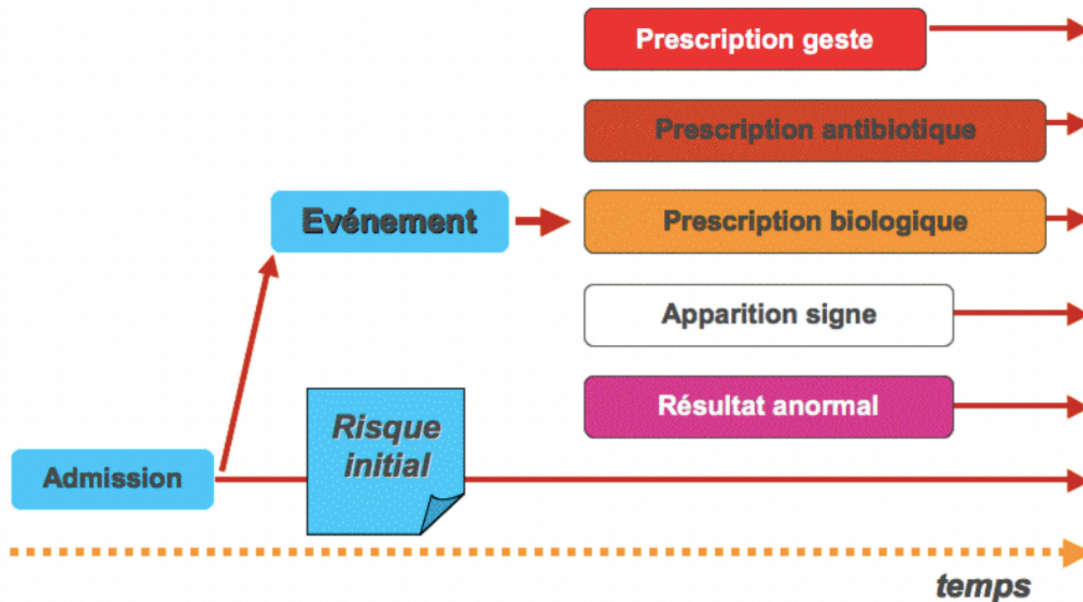 Prescription geste
Prescription antibiotique
Evénement
Prescription biologique
Apparition signe
Résultat anormal
Risque
initial
Admission
temps